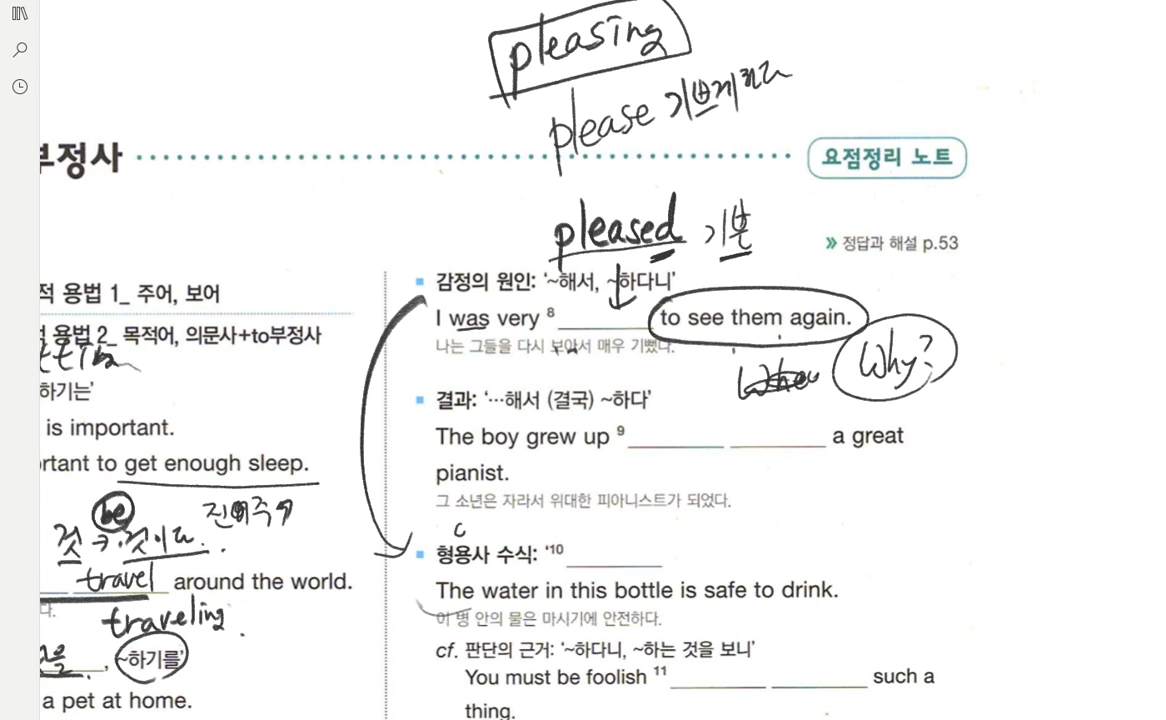 pleasing
please 기쁘게 하다
부정사
요점정리 노트
pleased 기쁜
정답과 해설 p.53
적 용법 1_ 주어, 보어
용법 2_ 목적어, 의문사+to부정사
하기는’
is important.
rtant to get enough sleep.
be
것 것이다.
travel around the world.
다.
traveling.
~하기를’
a pet at home.
감정의 원인: ‘~해서, ~하다니’
I was very 8 ________ to see them again.
나는 그들을 다시 보아서 매우 기뻤다.
Why?
결과: ‘…해서 (결국) ~하다’
The boy grew up 9 ________ ________ a great
pianist.
그 소년은 자라서 위대한 피아니스트가 되었다.
형용사 수식: ‘10 ________
The water in this bottle is safe to drink.
이 병 안의 물은 마시기에 안전하다.
cf. 판단의 근거: ‘~하다니, ~하는 것을 보니’
You must be foolish 11 ________ ________ such a
thing.